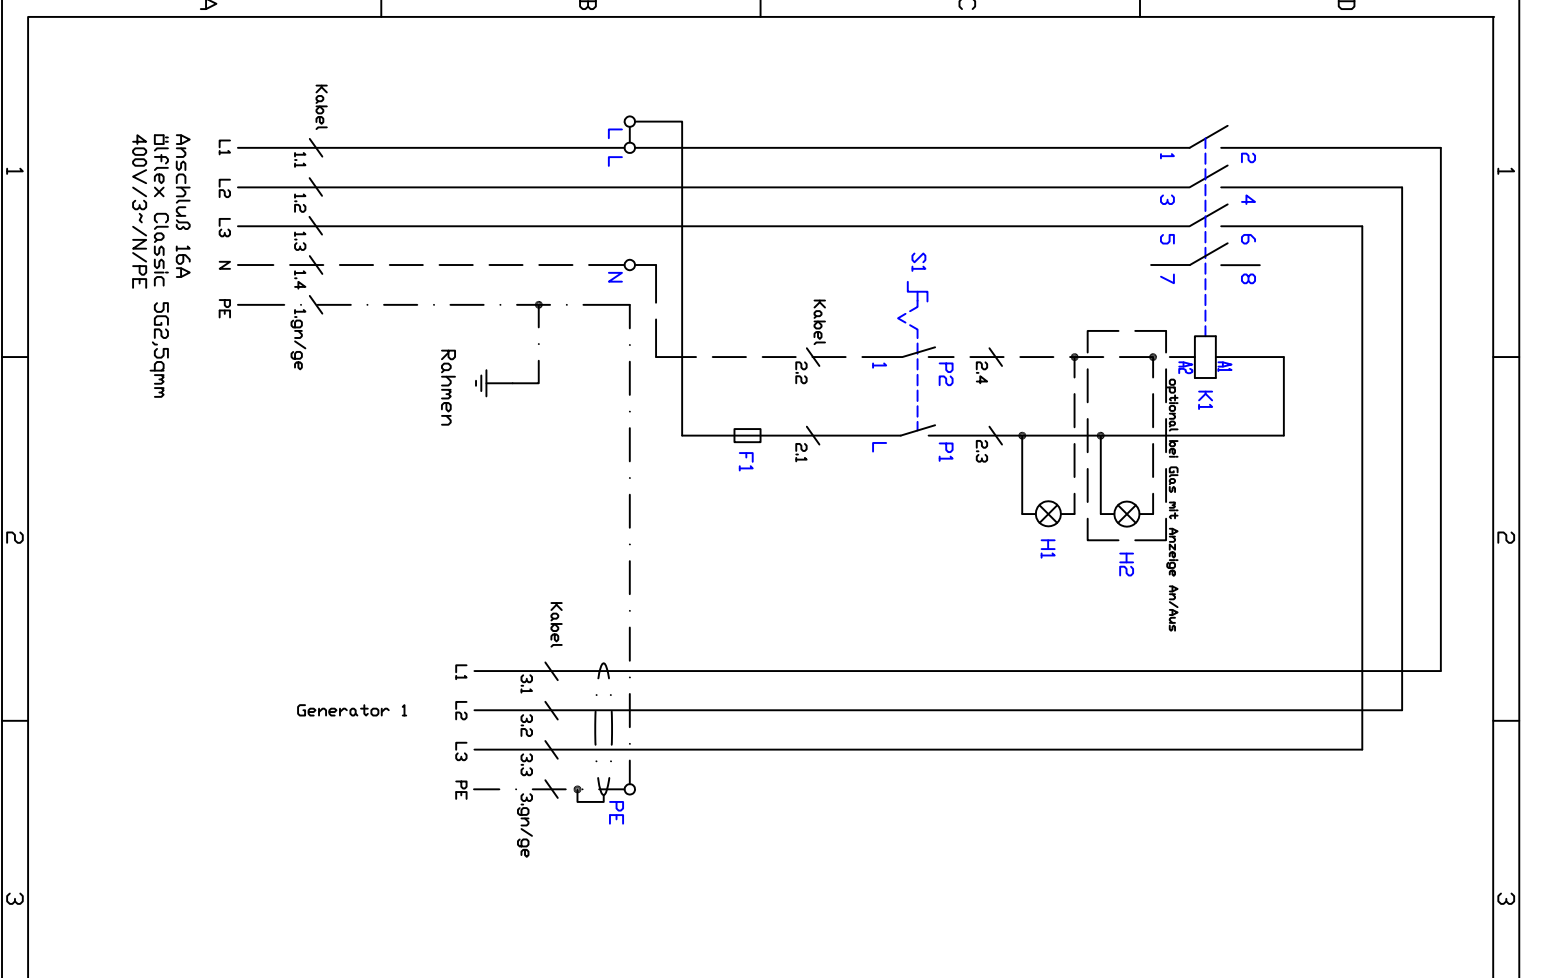 A
B
C
D
1
2
3
1
2
3
Anschluß 16A
Ölflex Classic 5G2,5qmm
400V/3~/N/PE
L1
L2
L3
N
PE
Kabel
1.1
1.2
1.3
1.4
1.gn/ge
L
L
N
Rahmen
1
2
3
4
5
6
7
8
S1
Kabel
2.2
1
P2
2.4
A2
A1
K1
F1
2.1
L
P1
2.3
H1
H2
optional bei Glas mit Anzeige An/Aus
Kabel
Generator 1
L1
L2
L3
PE
3.1
3.2
3.3
3.gn/ge
PE